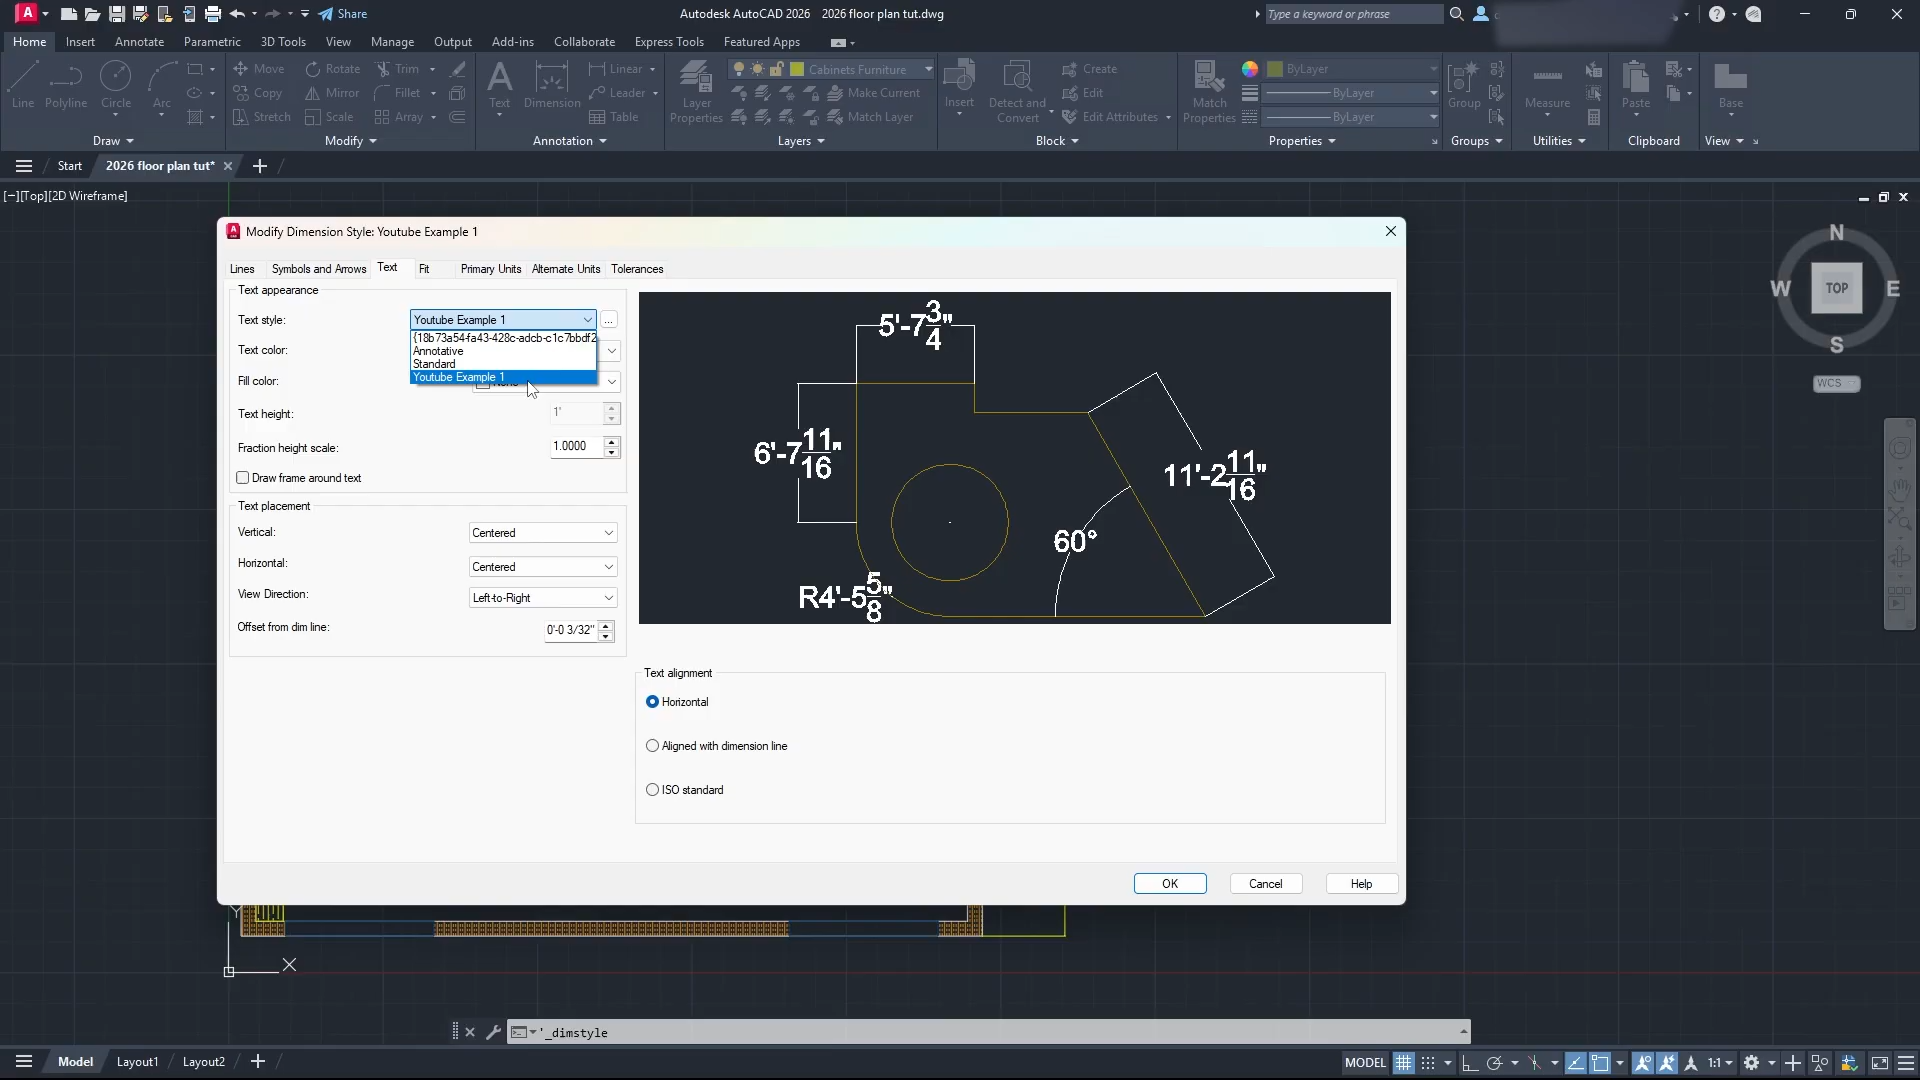 Share
Autodesk AutoCAD 2026 2026 floor plan tut.dwg
Type a keyword or phrase
Home Insert Annotate Parametric 3D Tools View Manage Output Add-ins Collaborate Express Tools Featured Apps
Move Rotate Trim
Copy Mirror Fillet
Stretch Scale Array
Line Polyline Circle Arc
Text Dimension
Linear
Leader
Table
Layer Properties
Cabinets Furniture
Make Current
Match Layer
Insert
Detect and Convert
Create
Edit
Edit Attributes
Match Properties
ByLayer
ByLayer
ByLayer
Group
Measure
Paste
Base
Draw Modify Annotation Layers Block Properties Groups Utilities Clipboard View
Start 2026 floor plan tut*
[−][Top][2D Wireframe]
Modify Dimension Style: Youtube Example 1
Lines Symbols and Arrows Text Fit Primary Units Alternate Units Tolerances
Text appearance
Text style: Youtube Example 1 ...
{18b73a54-fa43-428c-adcb-c1c7bbdf2
Annotative
Standard
Youtube Example 1
Text color:
Fill color:
Text height: 1'
Fraction height scale: 1.0000
Draw frame around text
Text placement
Vertical: Centered
Horizontal: Centered
View Direction: Left-to-Right
Offset from dim line: 0'-0 3/32"
5'-7 3/4"
6'-7 11/16"
11'-2 11/16"
60°
R4'-5 5/8"
Text alignment
Horizontal
Aligned with dimension line
ISO standard
OK Cancel Help
N
W TOP E
S
WCS
Y
X
'_dimstyle
Model Layout1 Layout2
MODEL 1:1